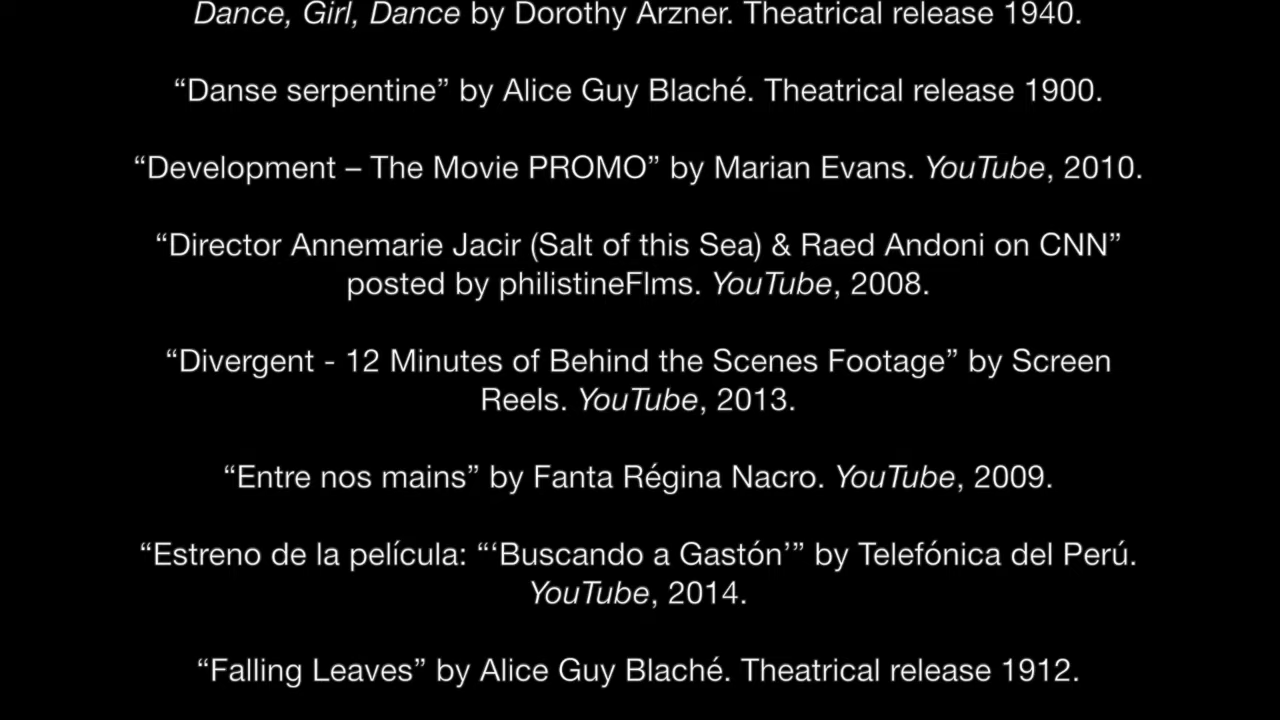 Dance, Girl, Dance by Dorothy Arzner. Theatrical release 1940.
“Danse serpentine” by Alice Guy Blaché. Theatrical release 1900.
“Development – The Movie PROMO” by Marian Evans. YouTube, 2010.
“Director Annemarie Jacir (Salt of this Sea) & Raed Andoni on CNN”
posted by philistineFlms. YouTube, 2008.
“Divergent - 12 Minutes of Behind the Scenes Footage” by Screen
Reels. YouTube, 2013.
“Entre nos mains” by Fanta Régina Nacro. YouTube, 2009.
“Estreno de la película: “‘Buscando a Gastón’” by Telefónica del Perú.
YouTube, 2014.
“Falling Leaves” by Alice Guy Blaché. Theatrical release 1912.